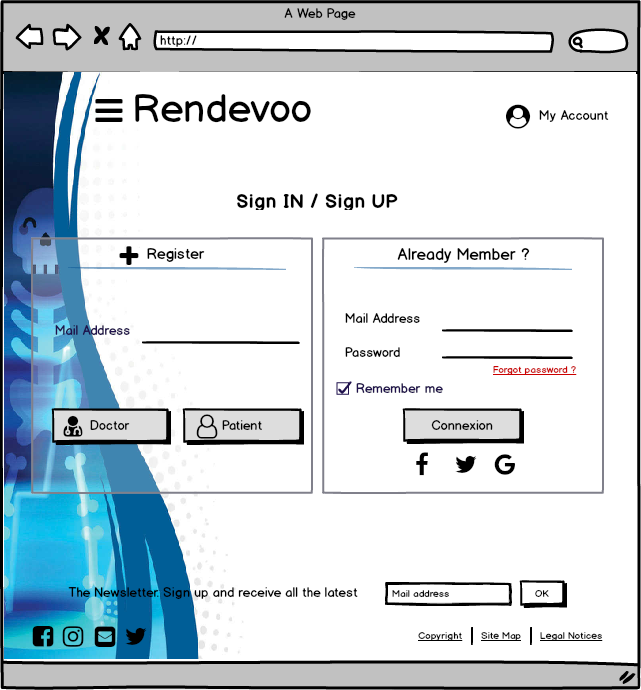 A Web Page
http://
Rendevoo
My Account
Sign IN / Sign UP
Register
Mail Address
Doctor
Patient
Already Member ?
Mail Address
Password
Forgot password ?
Remember me
Connexion
The Newsletter. Sign up and receive all the latest
Mail address
OK
Copyright
Site Map
Legal Notices